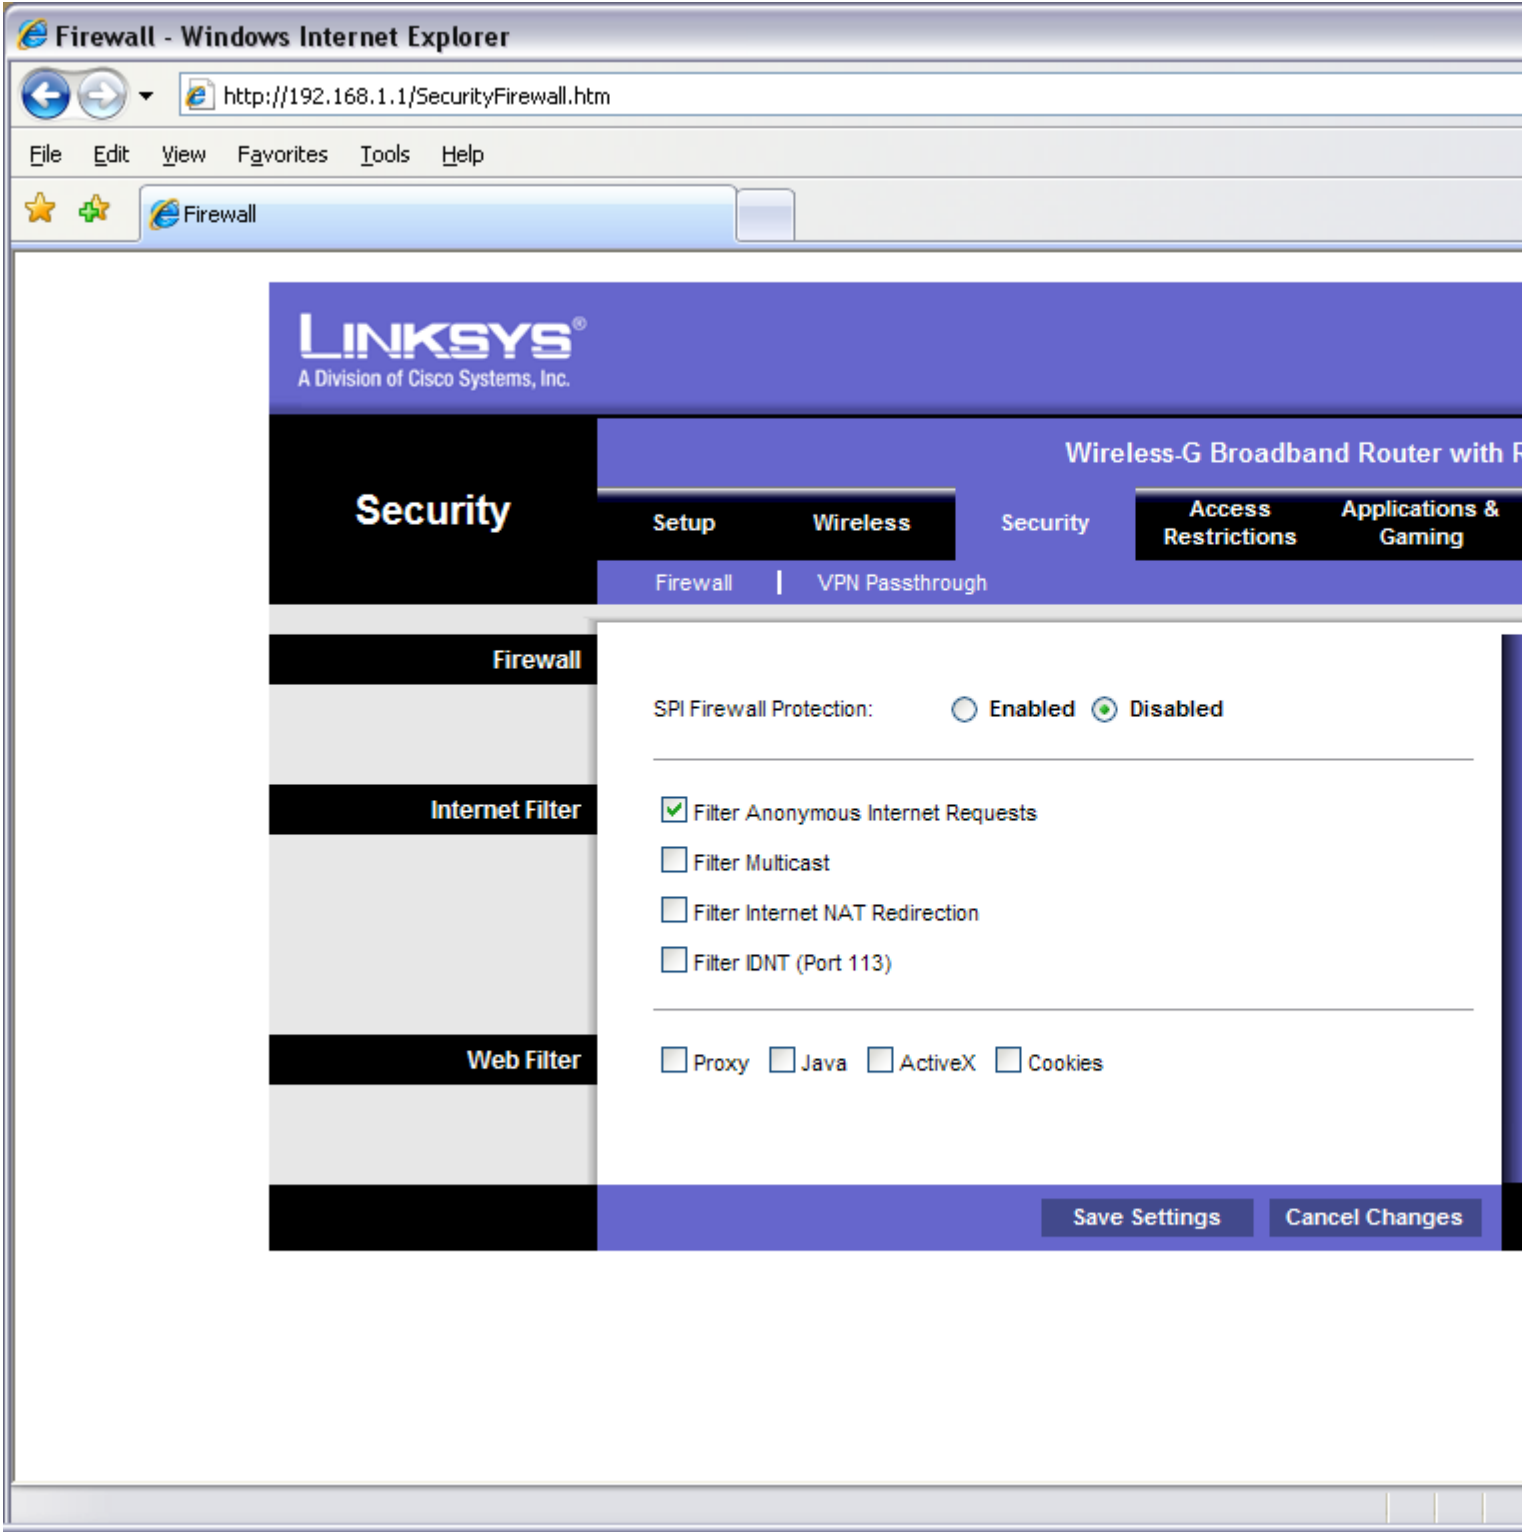 Firewall - Windows Internet Explorer
http://192.168.1.1/SecurityFirewall.htm
File Edit View Favorites Tools Help
Firewall
LINKSYS®
A Division of Cisco Systems, Inc.
Wireless-G Broadband Router with
Security
Setup Wireless Security Access Restrictions Applications & Gaming
Firewall | VPN Passthrough
Firewall
SPI Firewall Protection: Enabled Disabled
Internet Filter
Filter Anonymous Internet Requests
Filter Multicast
Filter Internet NAT Redirection
Filter IDNT (Port 113)
Web Filter
Proxy Java ActiveX Cookies
Save Settings Cancel Changes